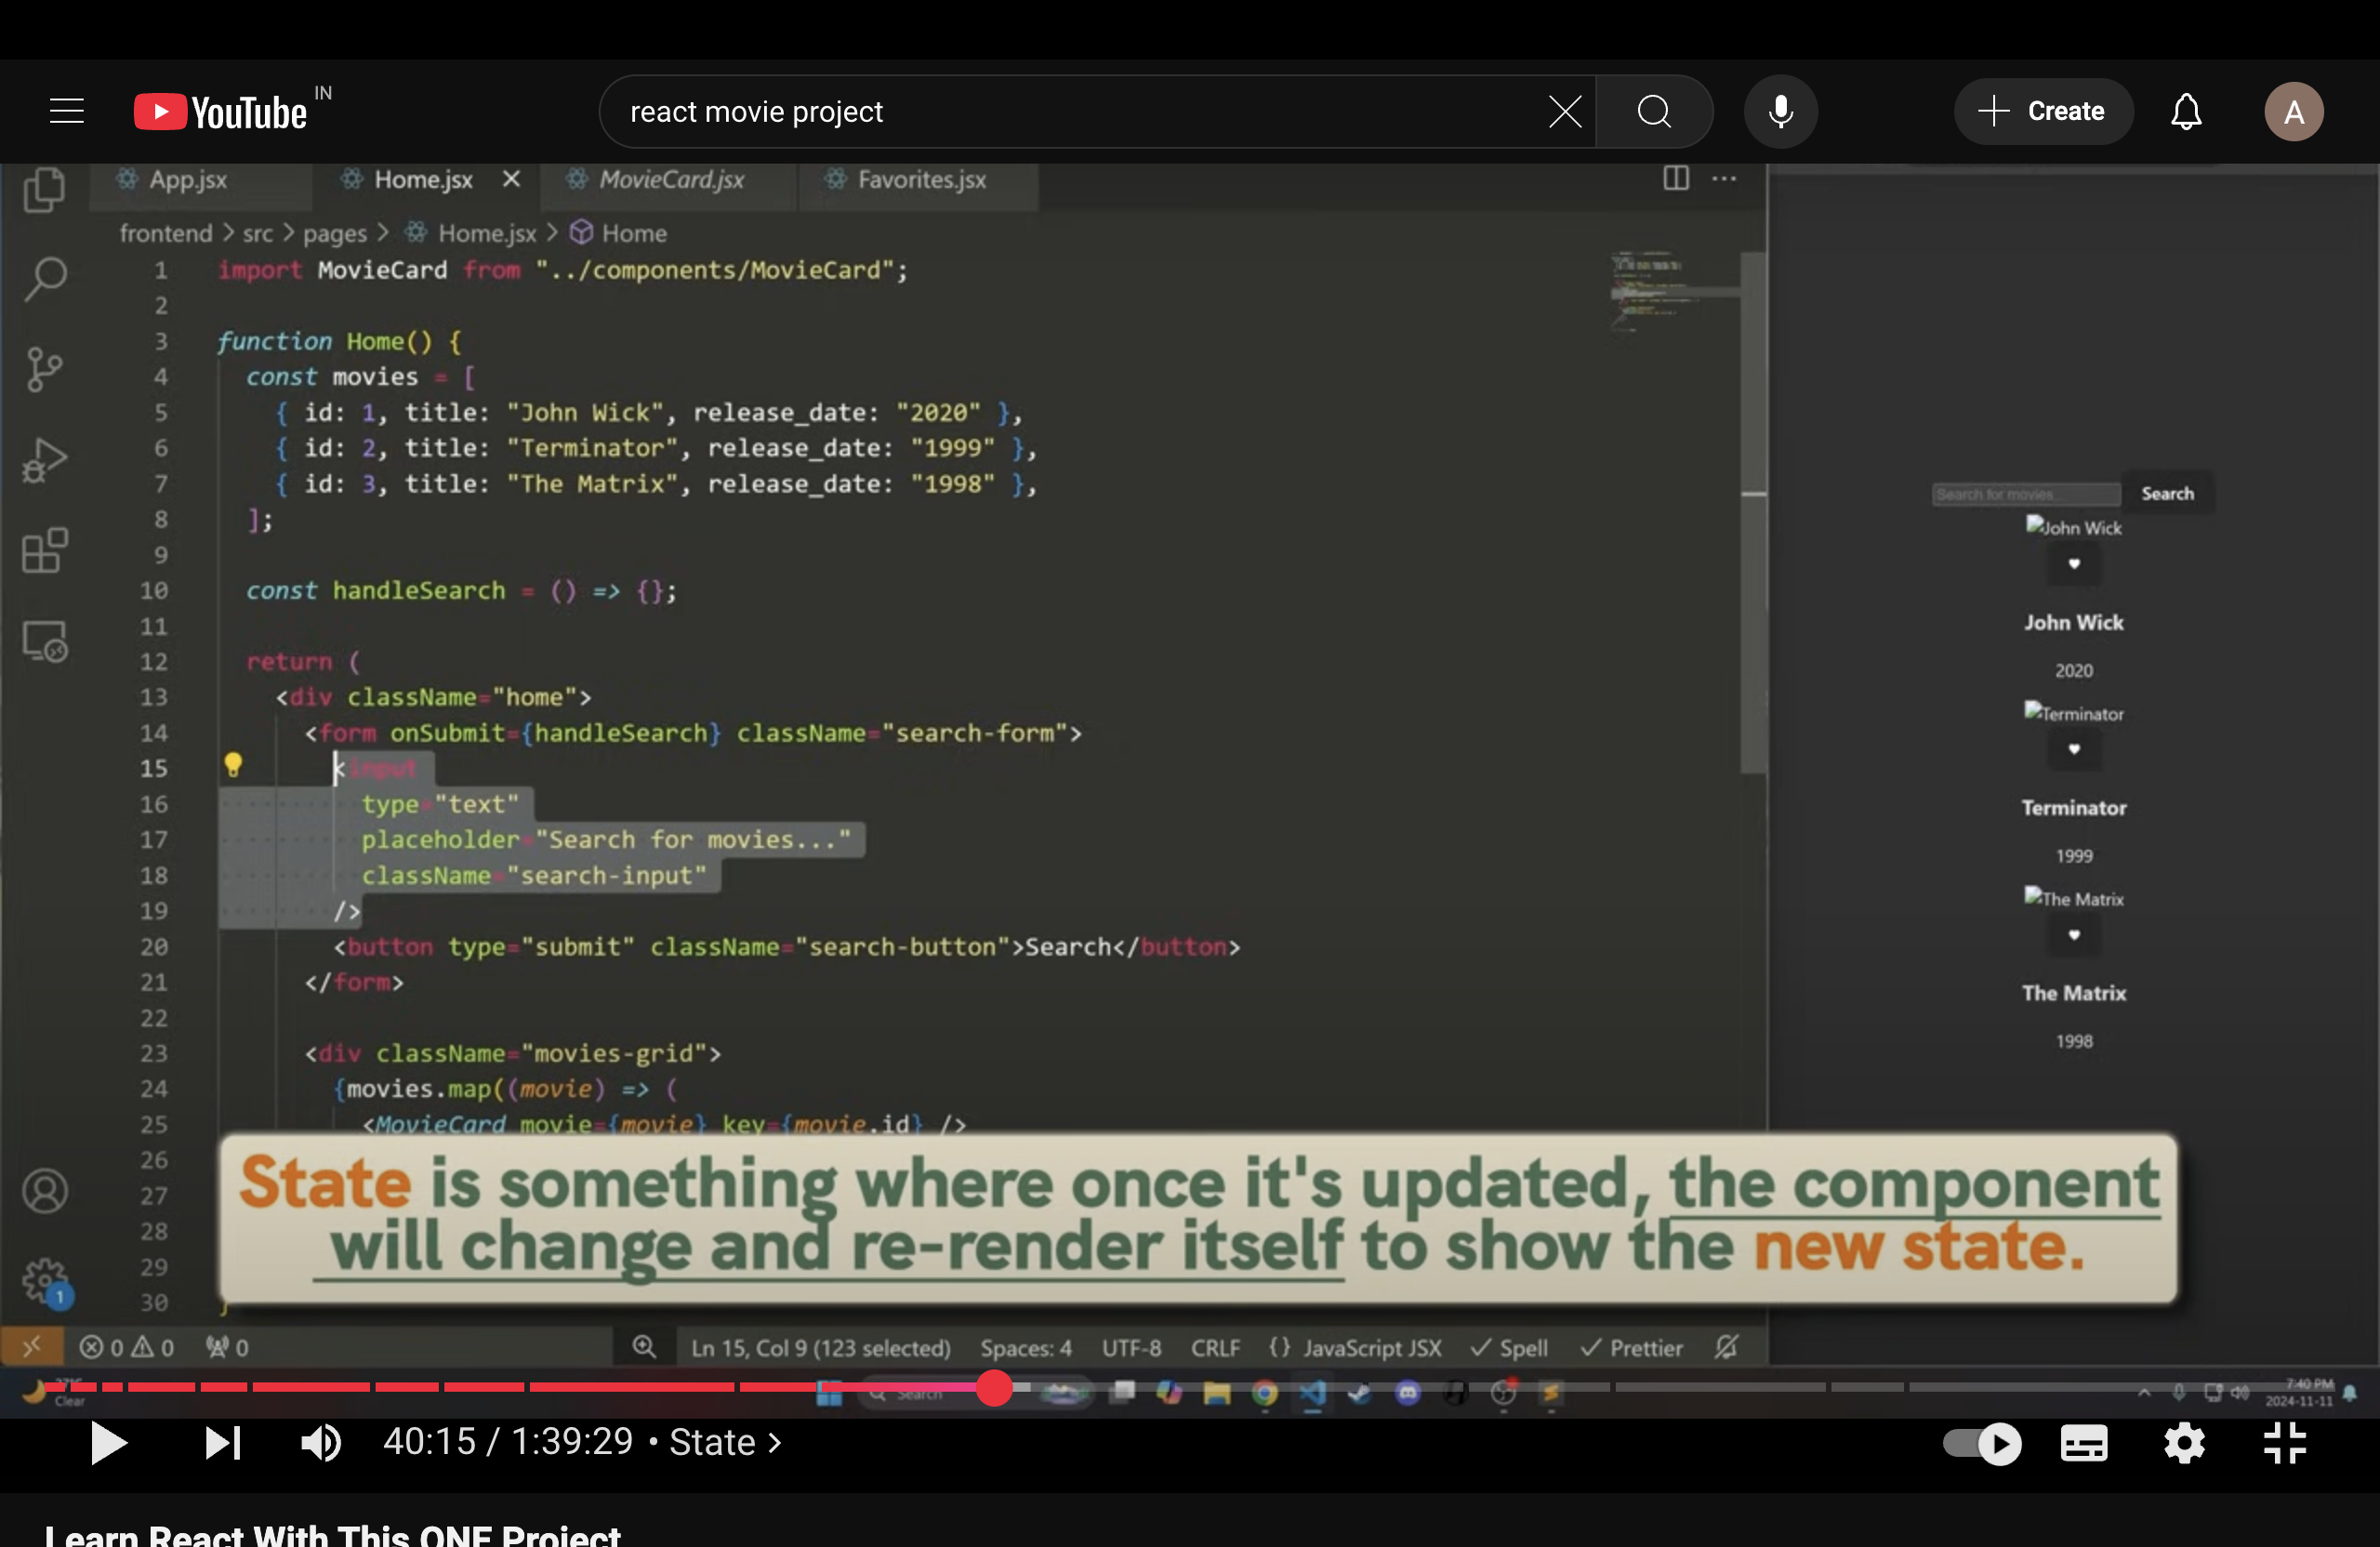 YouTube IN
react movie project
Create
A
App.jsx
Home.jsx
MovieCard.jsx
Favorites.jsx
frontend > src > pages > Home.jsx > Home
1 import MovieCard from "../components/MovieCard";
2
3 function Home() {
4 const movies = [
5 { id: 1, title: "John Wick", release_date: "2020" },
6 { id: 2, title: "Terminator", release_date: "1999" },
7 { id: 3, title: "The Matrix", release_date: "1998" },
8 ];
9
10 const handleSearch = () => {};
11
12 return (
13 <div className="home">
14 <form onSubmit={handleSearch} className="search-form">
15 <input
16 type="text"
17 placeholder="Search for movies..."
18 className="search-input"
19 />
20 <button type="submit" className="search-button">Search</button>
21 </form>
22
23 <div className="movies-grid">
24 {movies.map((movie) => (
25 <MovieCard movie={movie} key={movie.id} />
26
27
28
29
30 }
Search for movies...
Search
John Wick
John Wick
2020
Terminator
Terminator
1999
The Matrix
The Matrix
1998
State is something where once it's updated, the component
will change and re-render itself to show the new state.
1
0 0 0
Ln 15, Col 9 (123 selected) Spaces: 4 UTF-8 CRLF {} JavaScript JSX Spell Prettier
Clear
Search
7:40 PM
2024-11-11
40:15 / 1:39:29 • State >
Learn React With This ONE Project